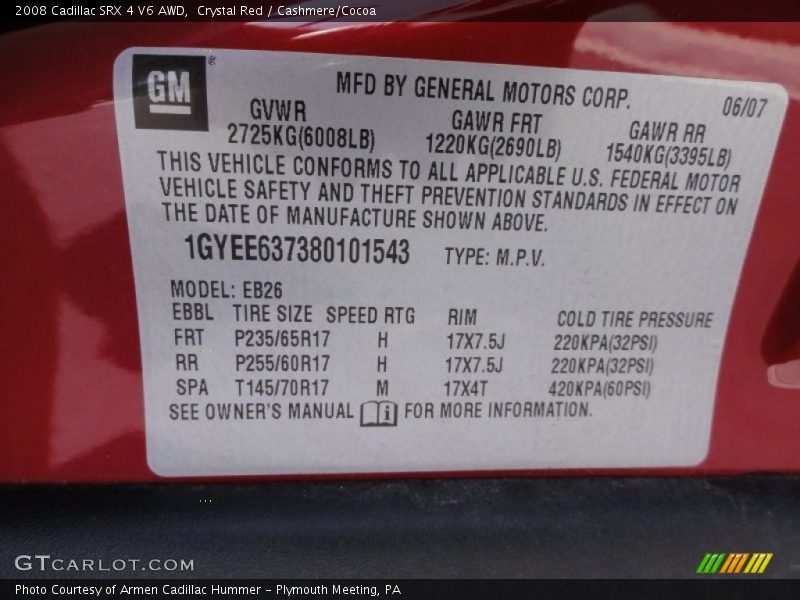 2008 Cadillac SRX 4 V6 AWD,  Crystal Red / Cashmere/Cocoa
GM ®
MFD BY GENERAL MOTORS CORP. 06/07
GVWR GAWR FRT GAWR RR
2725KG(6008LB) 1220KG(2690LB) 1540KG(3395LB)
THIS VEHICLE CONFORMS TO ALL APPLICABLE U.S. FEDERAL MOTOR
VEHICLE SAFETY AND THEFT PREVENTION STANDARDS IN EFFECT ON
THE DATE OF MANUFACTURE SHOWN ABOVE.
1GYEE637380101543 TYPE: M.P.V.
MODEL: EB26
EBBL TIRE SIZE SPEED RTG RIM COLD TIRE PRESSURE
FRT P235/65R17 H 17X7.5J 220KPA(32PSI)
RR P255/60R17 H 17X7.5J 220KPA(32PSI)
SPA T145/70R17 M 17X4T 420KPA(60PSI)
SEE OWNER'S MANUAL i FOR MORE INFORMATION.
GTCARLOT.COM
Photo Courtesy of Armen Cadillac Hummer – Plymouth Meeting, PA